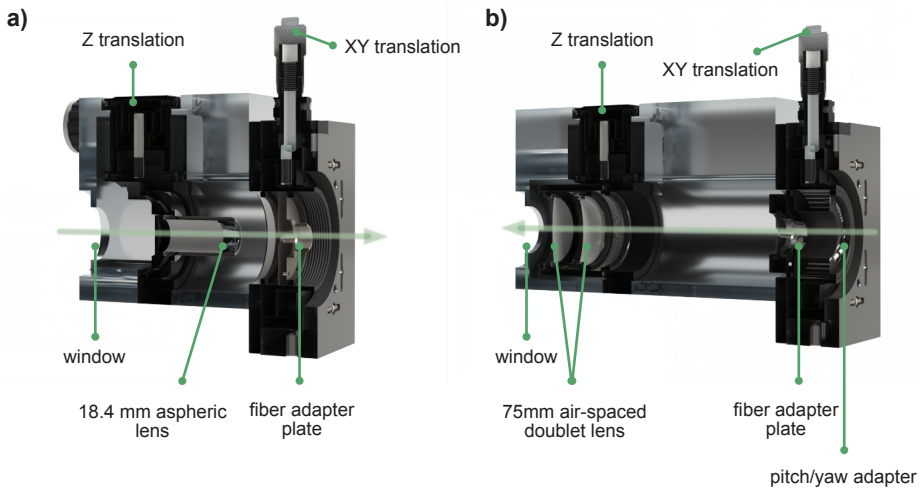 a)
Z translation
XY translation
window
18.4 mm aspheric
lens
fiber adapter
plate
b)
Z translation
XY translation
window
75mm air-spaced
doublet lens
fiber adapter
plate
pitch/yaw adapter